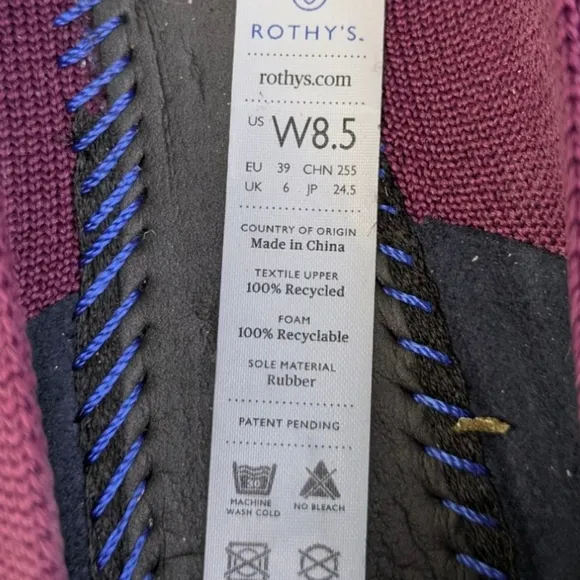 ROTHY'S
rothys.com
US W8.5
EU 39 CHN 255
UK 6 JP 24.5
COUNTRY OF ORIGIN
Made in China
TEXTILE UPPER
100% Recycled
FOAM
100% Recyclable
SOLE MATERIAL
Rubber
PATENT PENDING
30
MACHINE
WASH COLD
NO BLEACH